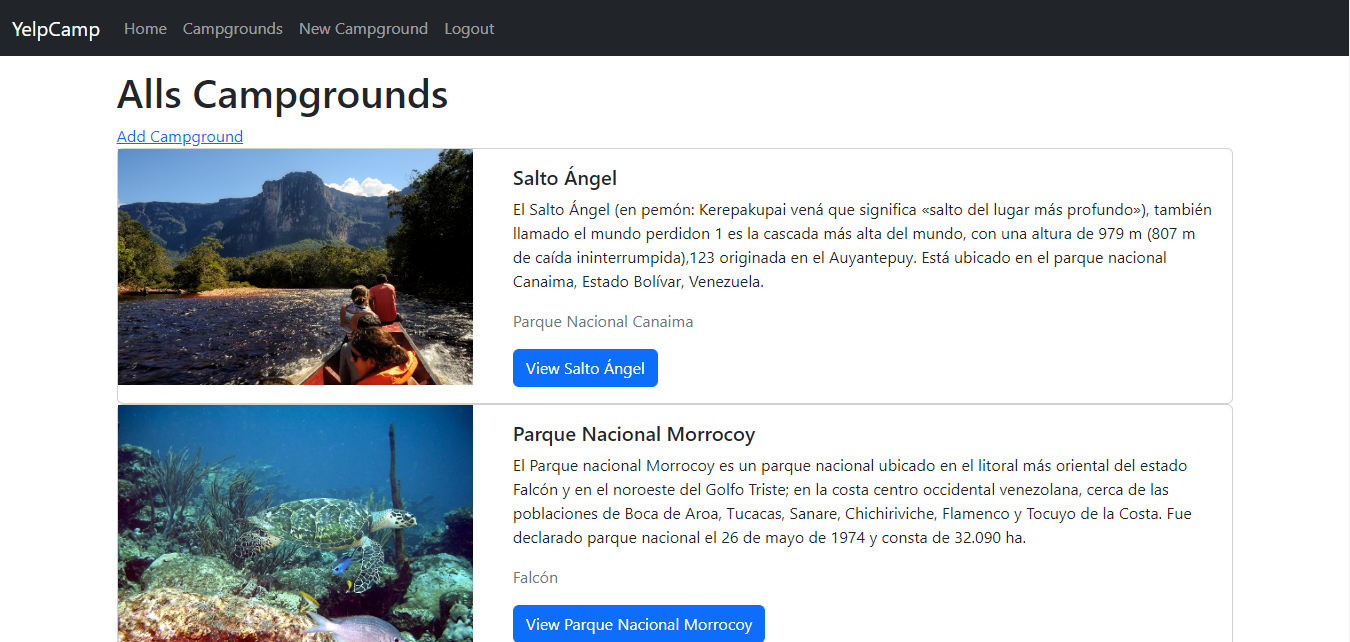 YelpCamp Home Campgrounds New Campground Logout
Alls Campgrounds
Add Campground
Salto Ángel
El Salto Ángel (en pemón: Kerepakupai vená que significa «salto del lugar más profundo»), también
llamado el mundo perdidon 1 es la cascada más alta del mundo, con una altura de 979 m (807 m
de caída ininterrumpida),123 originada en el Auyantepuy. Está ubicado en el parque nacional
Canaima, Estado Bolívar, Venezuela.
Parque Nacional Canaima
View Salto Ángel
Parque Nacional Morrocoy
El Parque nacional Morrocoy es un parque nacional ubicado en el litoral más oriental del estado
Falcón y en el noroeste del Golfo Triste; en la costa centro occidental venezolana, cerca de las
poblaciones de Boca de Aroa, Tucacas, Sanare, Chichiriviche, Flamenco y Tocuyo de la Costa. Fue
declarado parque nacional el 26 de mayo de 1974 y consta de 32.090 ha.
Falcón
View Parque Nacional Morrocoy